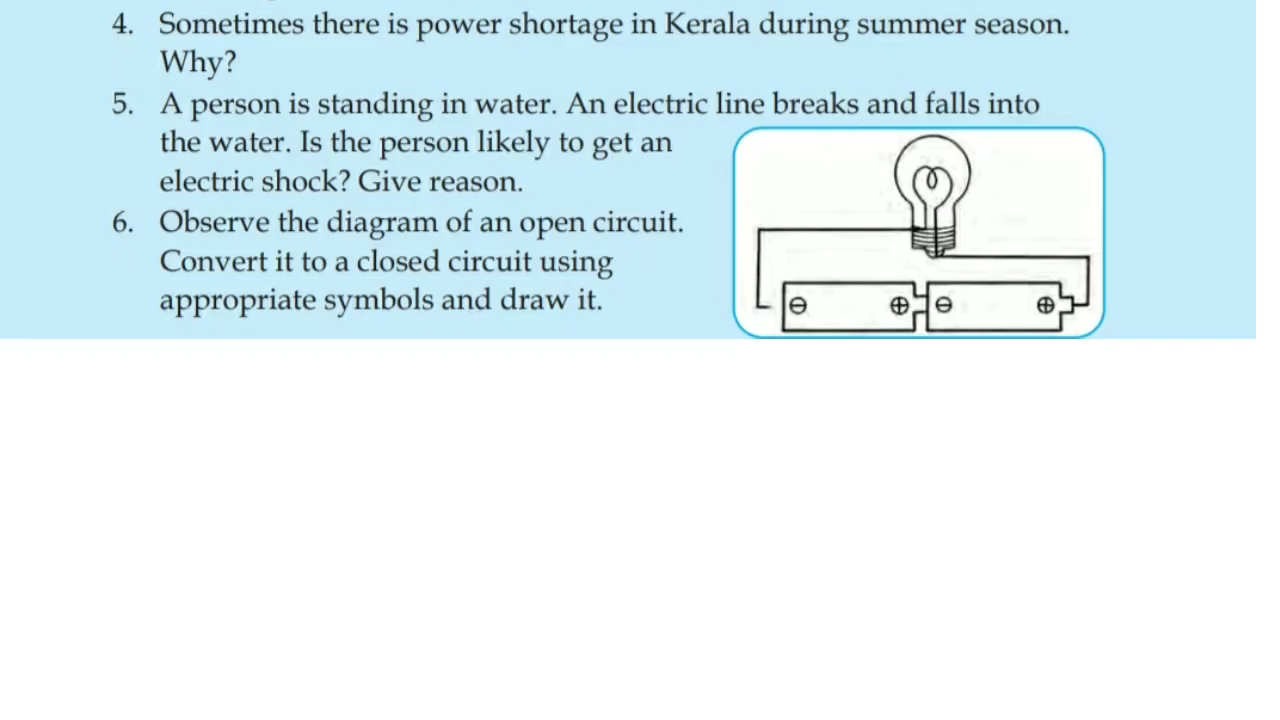 4. Sometimes there is power shortage in Kerala during summer season.
Why?
5. A person is standing in water. An electric line breaks and falls into
the water. Is the person likely to get an
electric shock? Give reason.
6. Observe the diagram of an open circuit.
Convert it to a closed circuit using
appropriate symbols and draw it.
⊖ ⊕ ⊖ ⊕